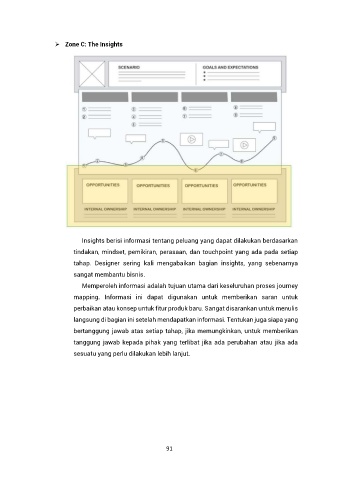 ➢ Zone C: The Insights
SCENARIO
GOALS AND EXPECTATIONS
OPPORTUNITIES OPPORTUNITIES OPPORTUNITIES OPPORTUNITIES
INTERNAL OWNERSHIP INTERNAL OWNERSHIP INTERNAL OWNERSHIP INTERNAL OWNERSHIP
Insights berisi informasi tentang peluang yang dapat dilakukan berdasarkan
tindakan, mindset, pemikiran, perasaan, dan touchpoint yang ada pada setiap
tahap. Designer sering kali mengabaikan bagian insights, yang sebenarnya
sangat membantu bisnis.
Memperoleh informasi adalah tujuan utama dari keseluruhan proses journey
mapping. Informasi ini dapat digunakan untuk memberikan saran untuk
perbaikan atau konsep untuk fitur produk baru. Sangat disarankan untuk menulis
langsung di bagian ini setelah mendapatkan informasi. Tentukan juga siapa yang
bertanggung jawab atas setiap tahap, jika memungkinkan, untuk memberikan
tanggung jawab kepada pihak yang terlibat jika ada perubahan atau jika ada
sesuatu yang perlu dilakukan lebih lanjut.
91